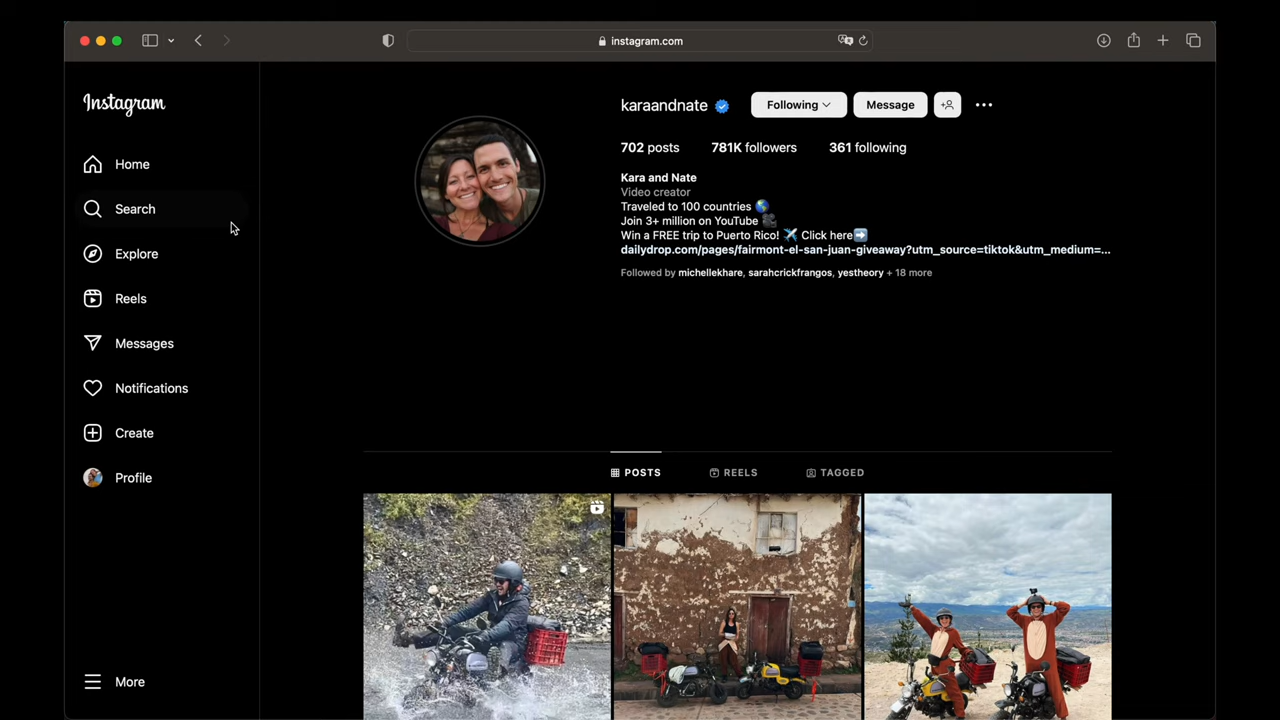 instagram.com
Instagram
Home
Search
Explore
Reels
Messages
Notifications
Create
Profile
More
karaandnate
Following
Message
702 posts 781K followers 361 following
Kara and Nate
Video creator
Traveled to 100 countries 🌎
Join 3+ million on YouTube 🎥
Win a FREE trip to Puerto Rico! ✈️ Click here➡️
dailydrop.com/pages/fairmont-el-san-juan-giveaway?utm_source=tiktok&utm_medium=...
Followed by michellekhare, sarahcrickfrangos, yestheory + 18 more
POSTS REELS TAGGED